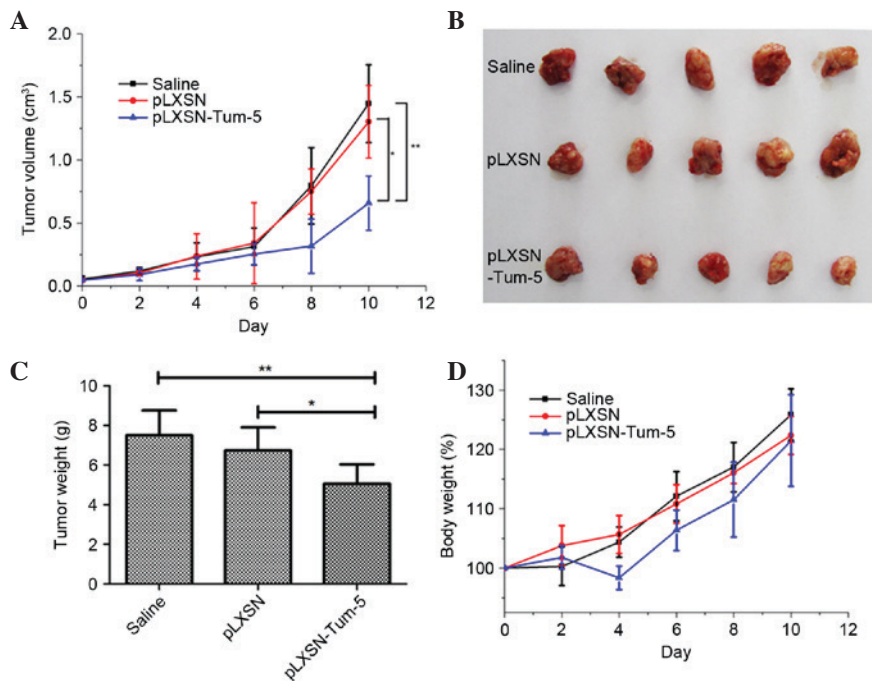 A
Tumor volume (cm³)
2.0
1.5
1.0
0.5
0.0
Saline
pLXSN
pLXSN-Tum-5
*
**
0 2 4 6 8 10 12
Day
B
Saline
pLXSN
pLXSN
-Tum-5
C
Tumor weight (g)
10
8
6
4
2
0
**
*
Saline
pLXSN
pLXSN-Tum-5
D
Body weight (%)
130
120
110
100
Saline
pLXSN
pLXSN-Tum-5
0 2 4 6 8 10 12
Day